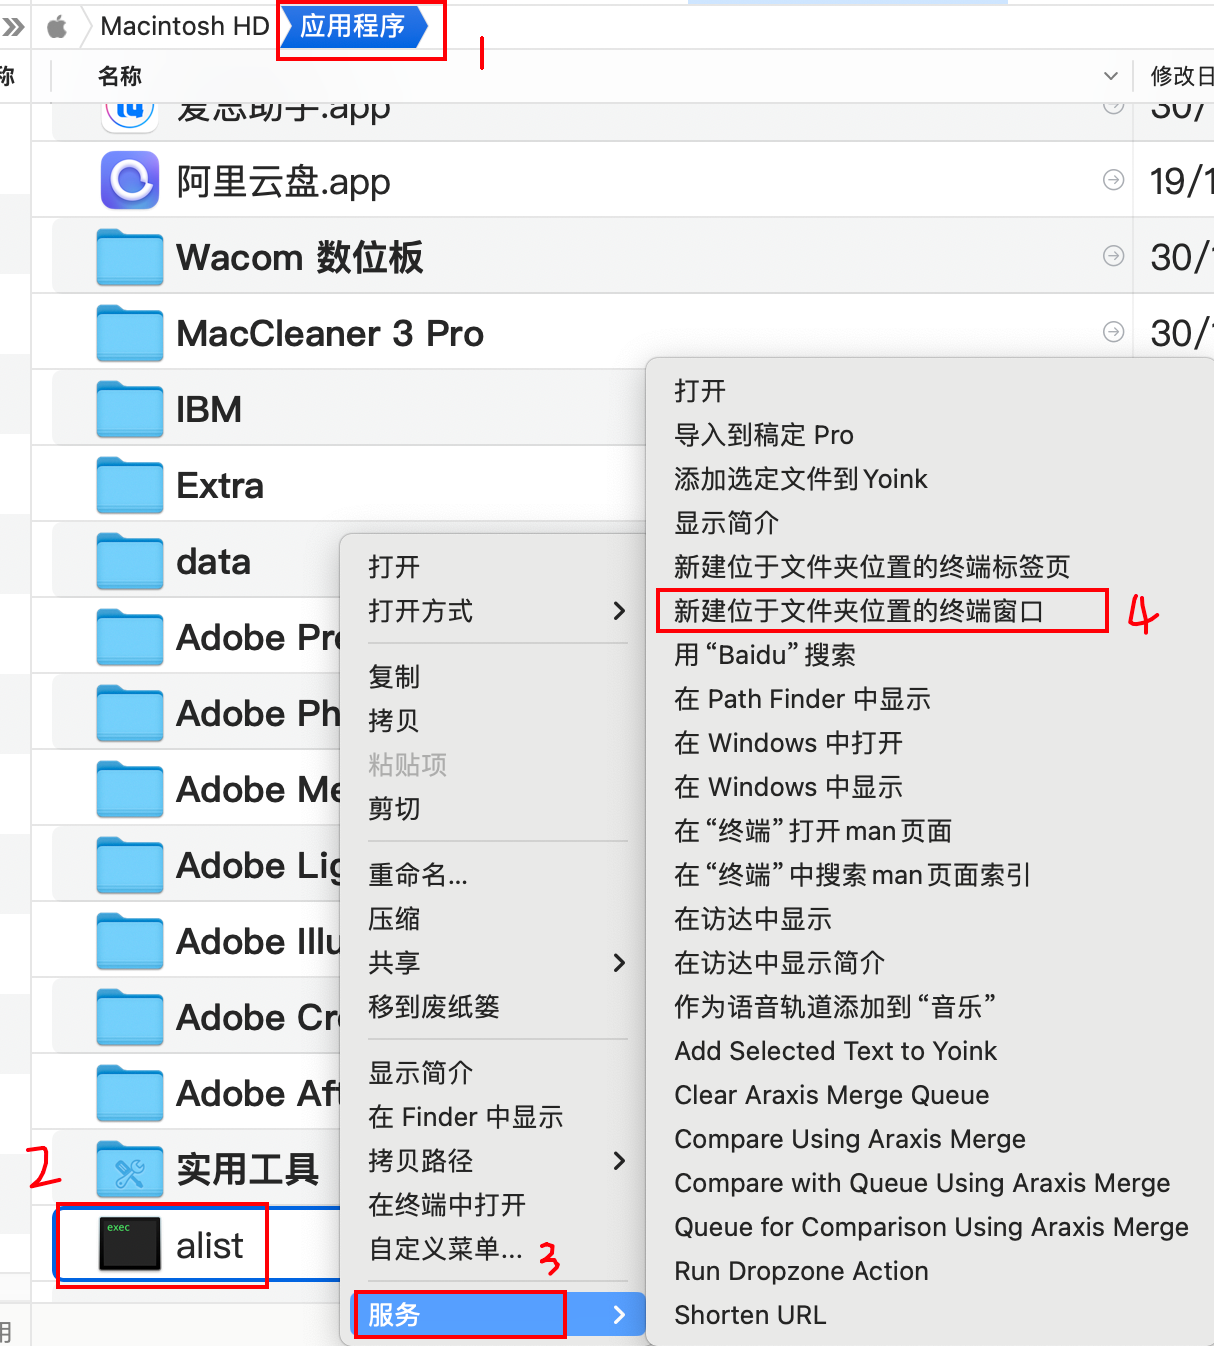 Macintosh HD 应用程序
1
称 名称 修改日
爱思助手.app 30/
阿里云盘.app 19/1
Wacom 数位板 30/1
MacCleaner 3 Pro 30/1
IBM
Extra
data
Adobe Pre
Adobe Ph
Adobe Me
Adobe Lig
Adobe Illu
Adobe Cre
Adobe Aft
2 实用工具
exec
alist
用
打开
打开方式
复制
拷贝
粘贴项
剪切
重命名...
压缩
共享
移到废纸篓
显示简介
在 Finder 中显示
拷贝路径
在终端中打开
自定义菜单... 3
服务
打开
导入到稿定 Pro
添加选定文件到 Yoink
显示简介
新建位于文件夹位置的终端标签页
新建位于文件夹位置的终端窗口 4
用“Baidu”搜索
在 Path Finder 中显示
在 Windows 中打开
在 Windows 中显示
在“终端”打开 man 页面
在“终端”中搜索 man 页面索引
在访达中显示
在访达中显示简介
作为语音轨道添加到“音乐”
Add Selected Text to Yoink
Clear Araxis Merge Queue
Compare Using Araxis Merge
Compare with Queue Using Araxis Merge
Queue for Comparison Using Araxis Merge
Run Dropzone Action
Shorten URL